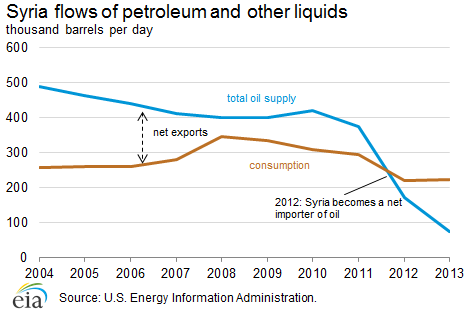 Syria flows of petroleum and other liquids
thousand barrels per day
600
500
400
300
200
100
0
total oil supply
net exports
consumption
2012: Syria becomes a net
importer of oil
2004 2005 2006 2007 2008 2009 2010 2011 2012 2013
eia
Source: U.S. Energy Information Administration.